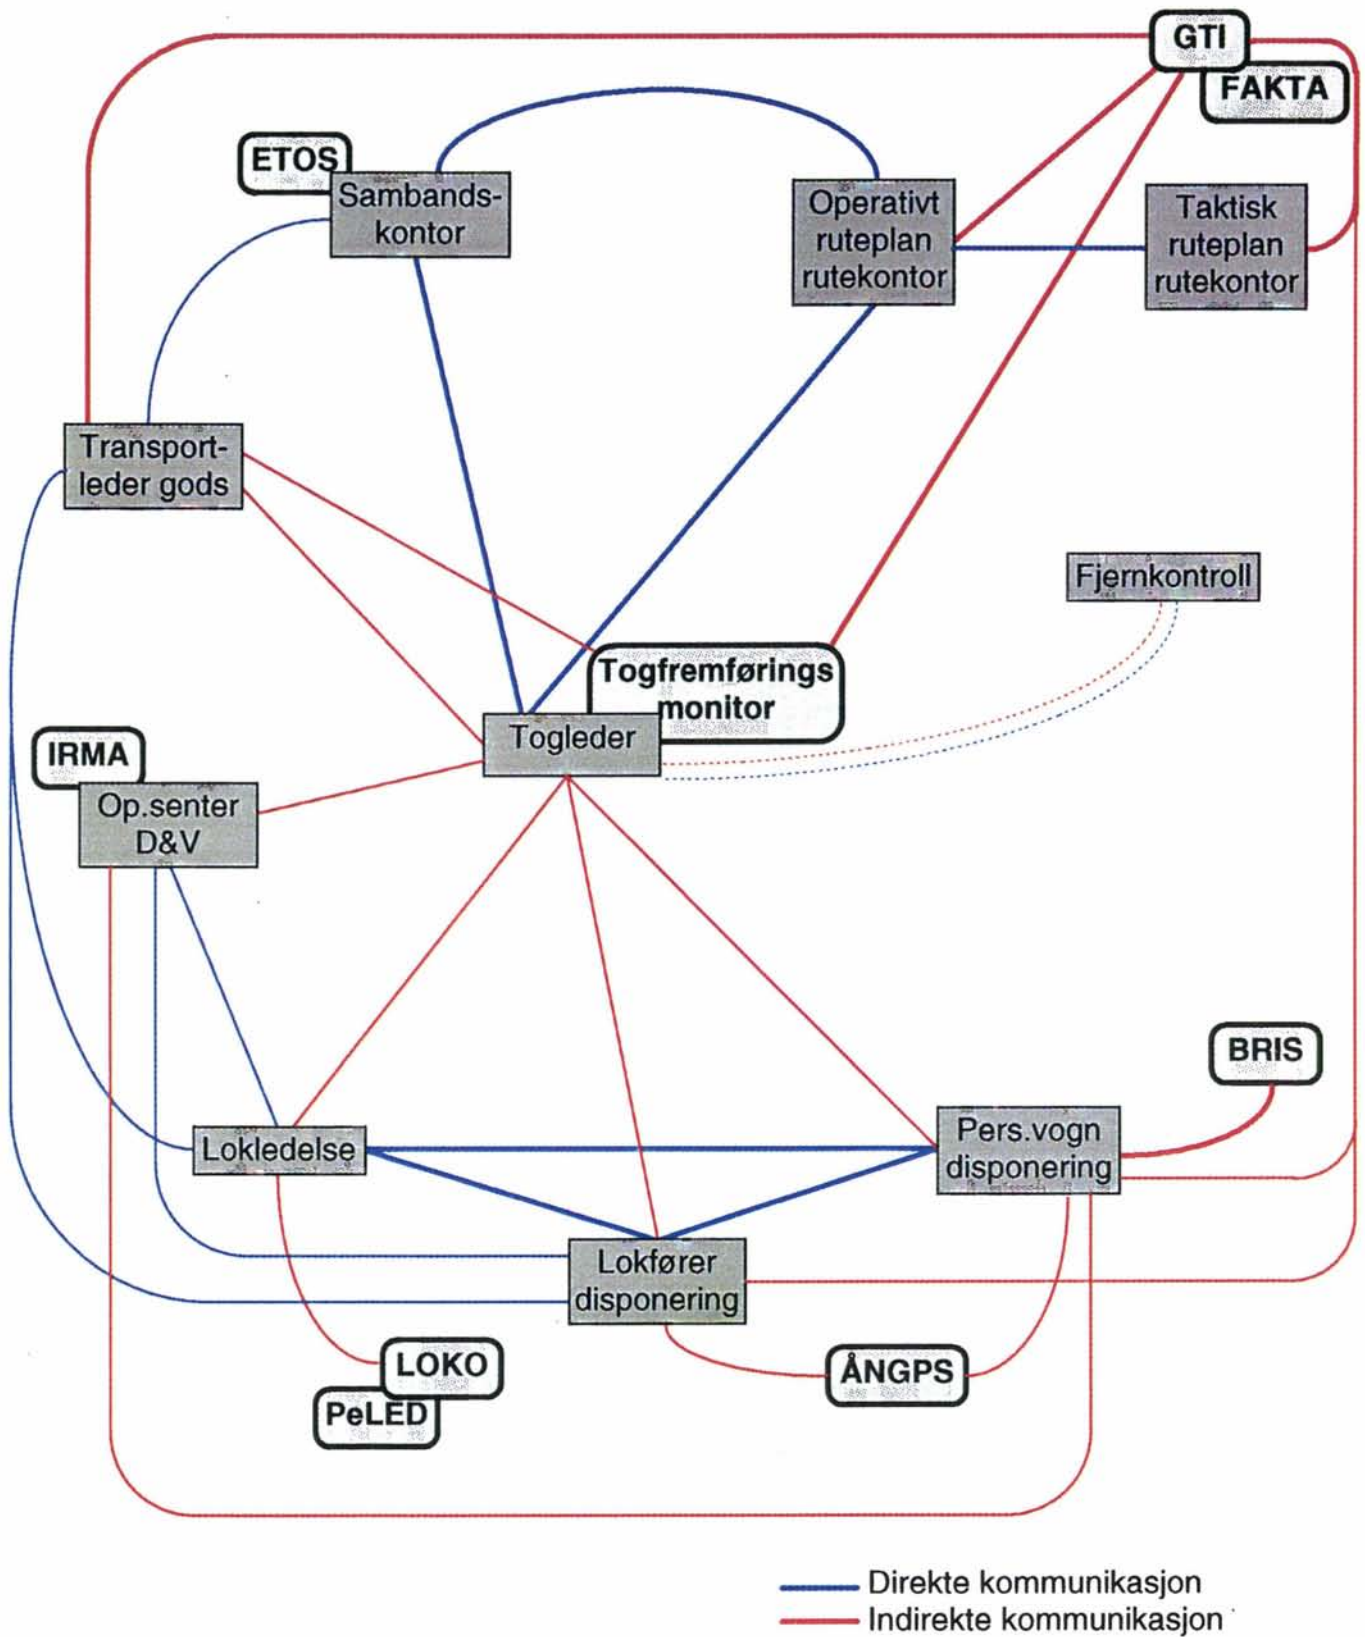 GTI
FAKTA
ETOS
Sambands-
kontor
Operativt
ruteplan
rutekontor
Taktisk
ruteplan
rutekontor
Transport-
leder gods
Fjernkontroll
Togfremførings
monitor
Togleder
IRMA
Op.senter
D&V
BRIS
Lokledelse
Pers.vogn
disponering
Lokfører
disponering
LOKO
PeLED
ÅNGPS
Direkte kommunikasjon
Indirekte kommunikasjon